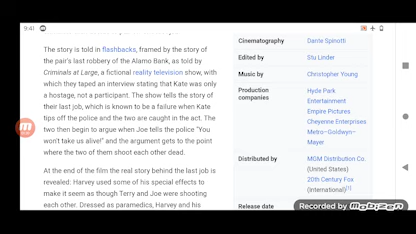 9:41
The story is told in flashbacks, framed by the story of
the pair's last robbery of the Alamo Bank, as told by
Criminals at Large, a fictional reality television show, with
which they taped an interview stating that Kate was only
a hostage, not a participant. The show tells the story of
their last job, which is known to be a failure when Kate
tips off the police and the two are caught in the act. The
two then begin to argue when Joe tells the police "You
won't take us alive!" and the argument gets to the point
where the two of them shoot each other dead.
At the end of the film the real story behind the last job is
revealed: Harvey used some of his special effects to
make it seem as though Terry and Joe were shooting
each other. Dressed as paramedics, Harvey and his
Cinematography Dante Spinotti
Edited by Stu Linder
Music by Christopher Young
Production Hyde Park
companies Entertainment
Empire Pictures
Cheyenne Enterprises
Metro–Goldwyn–
Mayer
Distributed by MGM Distribution Co.
(United States)
20th Century Fox
(International)[1]
Release date
Recorded by Mobizen